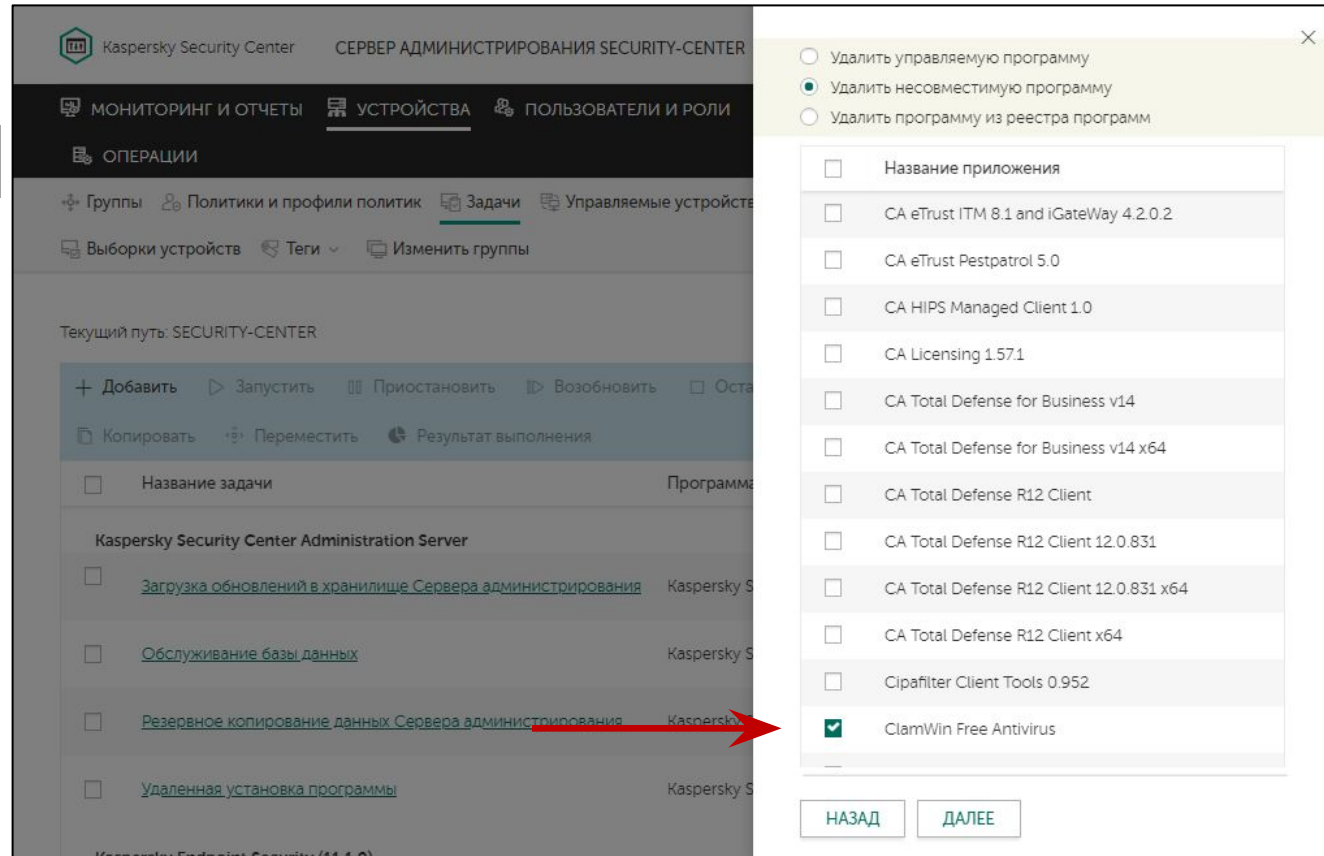 Kaspersky Security Center
СЕРВЕР АДМИНИСТРИРОВАНИЯ SECURITY-CENTER
МОНИТОРИНГ И ОТЧЕТЫ
УСТРОЙСТВА
ПОЛЬЗОВАТЕЛИ И РОЛИ
ОПЕРАЦИИ
Группы
Политики и профили политик
Задачи
Управляемые устройств
Выборки устройств
Теги
Изменить группы
Текущий путь: SECURITY-CENTER
Добавить
Запустить
Приостановить
Возобновить
Оста
Копировать
Переместить
Результат выполнения
Название задачи
Программа
Kaspersky Security Center Administration Server
Загрузка обновлений в хранилище Сервера администрирования
Kaspersky S
Обслуживание базы данных
Kaspersky S
Резервное копирование данных Сервера администрирования
Kaspersky
Удаленная установка программы
Kaspersky S
Kaspersky Endpoint Security (11.1.0)
Удалить управляемую программу
Удалить несовместимую программу
Удалить программу из реестра программ
Название приложения
CA eTrust ITM 8.1 and iGateWay 4.2.0.2
CA eTrust Pestpatrol 5.0
CA HIPS Managed Client 1.0
CA Licensing 1.57.1
CA Total Defense for Business v14
CA Total Defense for Business v14 x64
CA Total Defense R12 Client
CA Total Defense R12 Client 12.0.831
CA Total Defense R12 Client 12.0.831 x64
CA Total Defense R12 Client x64
Cipafilter Client Tools 0.952
ClamWin Free Antivirus
НАЗАД
ДАЛЕЕ